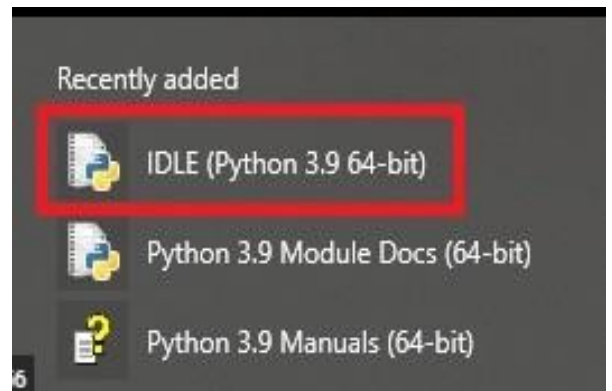 Recently added
IDLE (Python 3.9 64-bit)
Python 3.9 Module Docs (64-bit)
Python 3.9 Manuals (64-bit)